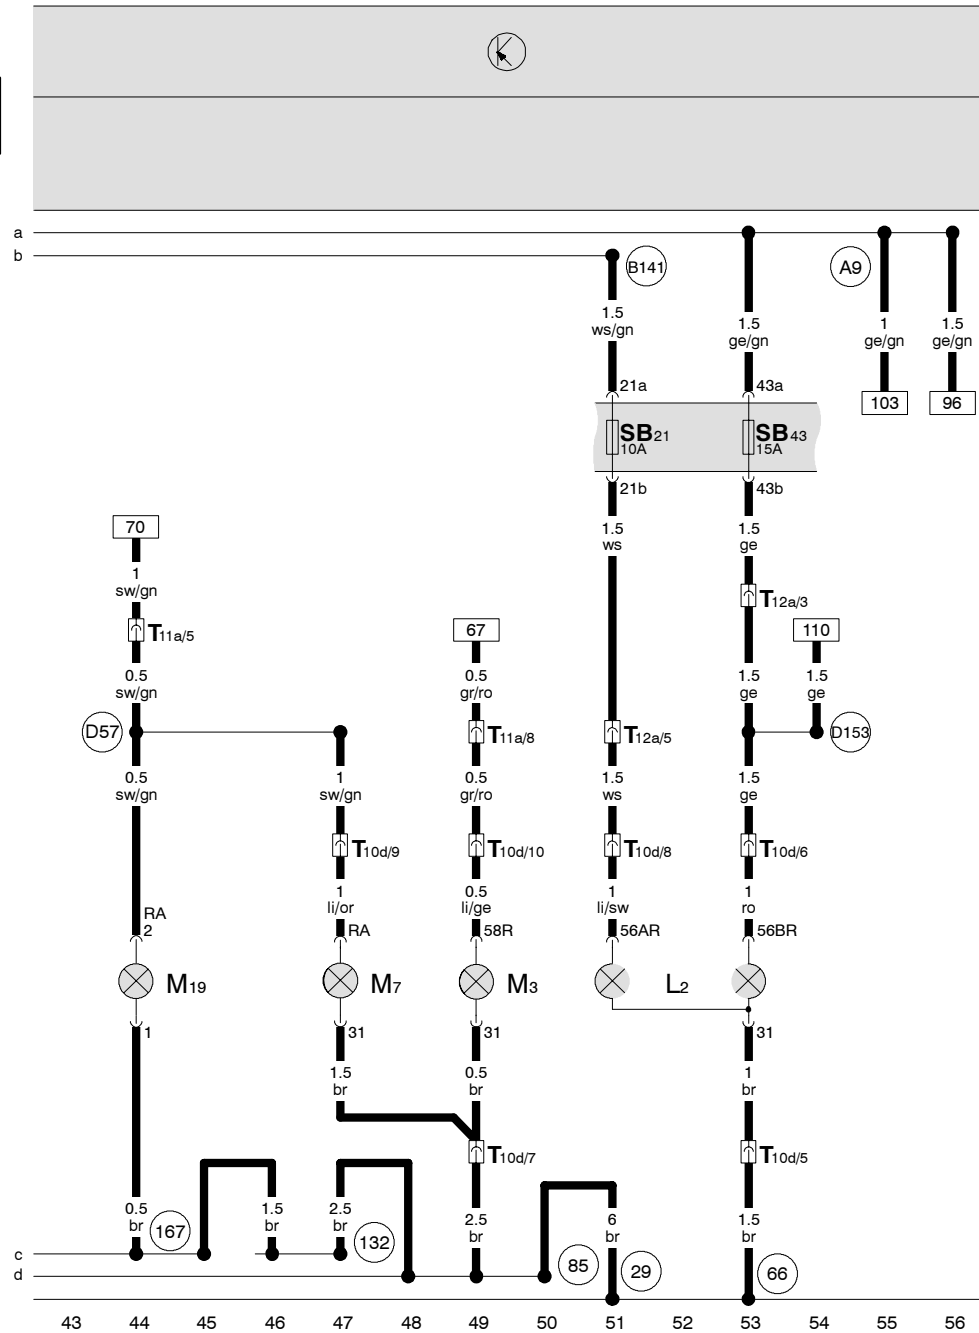 a
b
B141
A9
1.5
ws/gn
1.5
ge/gn
1
ge/gn
1.5
ge/gn
21a
43a
103
96
SB21
10A
SB43
15A
21b
43b
70
1.5
ws
1.5
ge
1
sw/gn
T12a/3
T11a/5
67
110
0.5
sw/gn
0.5
gr/ro
1.5
ge
1.5
ge
D57
T11a/8
T12a/5
D153
0.5
sw/gn
1
sw/gn
0.5
gr/ro
1.5
ws
1.5
ge
T10d/9
T10d/10
T10d/8
T10d/6
1
li/or
0.5
li/ge
1
li/sw
1
ro
RA
2
RA
58R
56AR
56BR
M19
M7
M3
L2
1
31
31
31
1.5
br
0.5
br
1
br
T10d/7
T10d/5
0.5
br
167
1.5
br
2.5
br
132
2.5
br
6
br
1.5
br
c
d
85
29
66
43 44 45 46 47 48 49 50 51 52 53 54 55 56